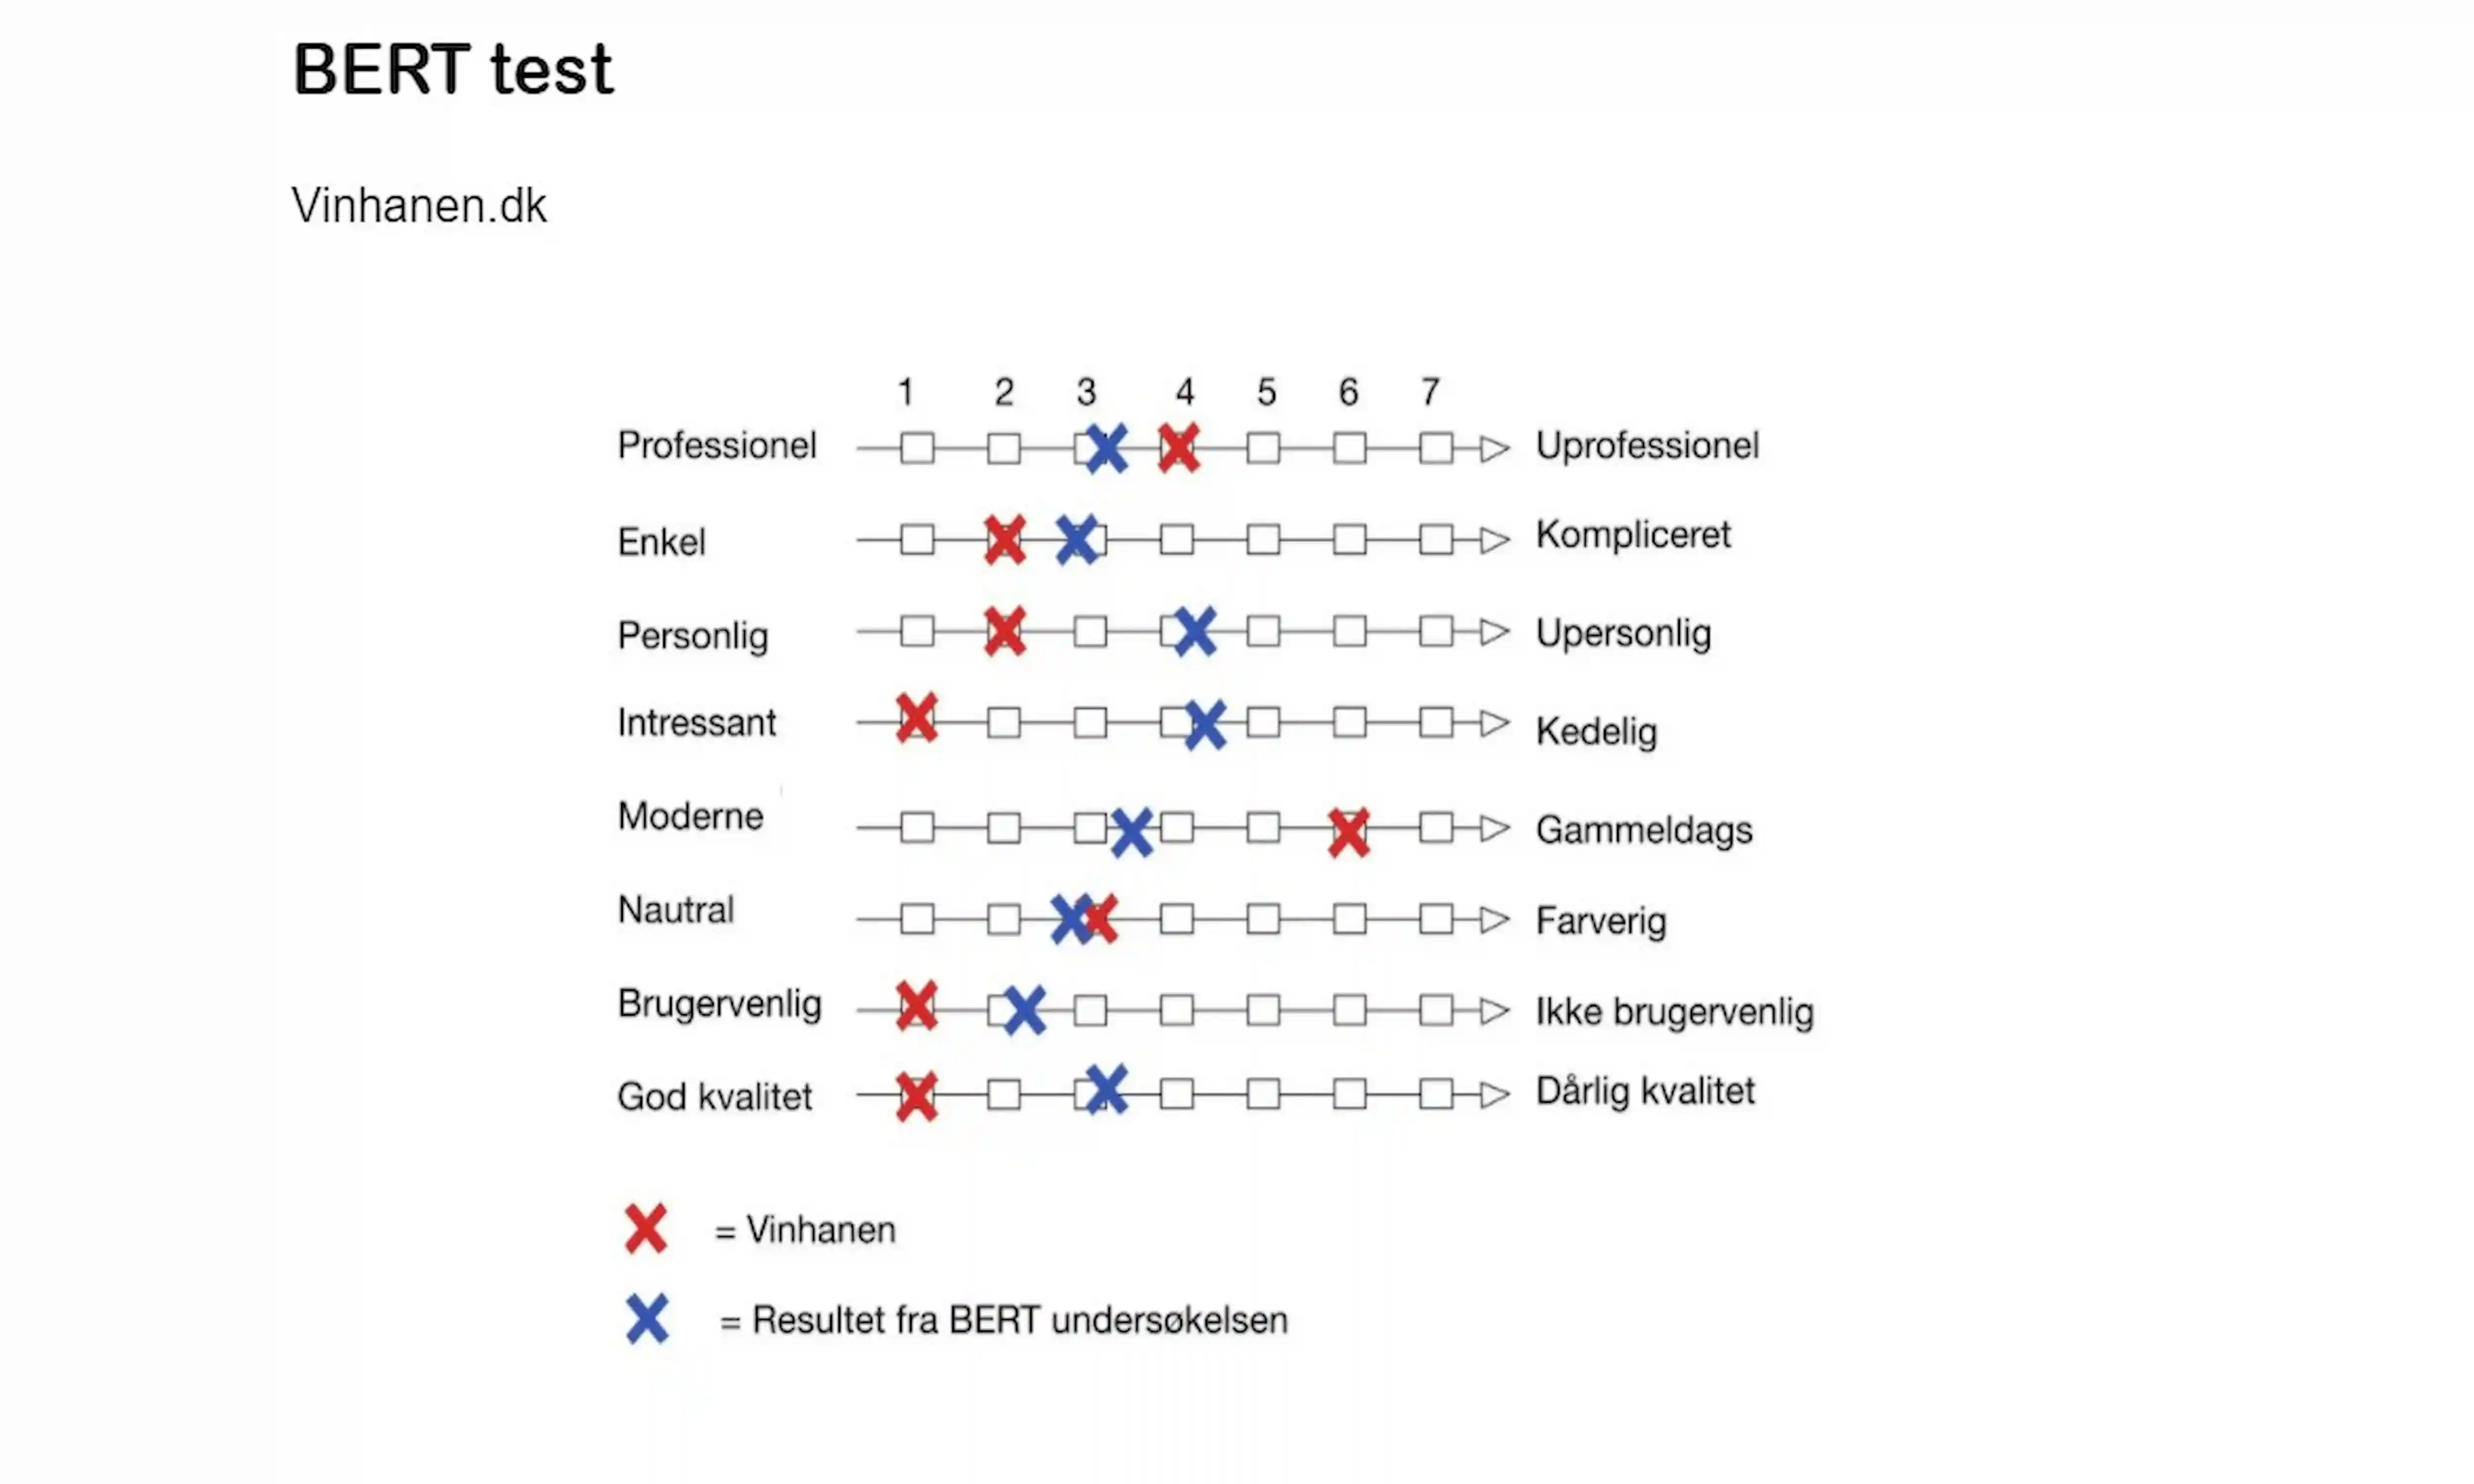 BERT test
Vinhanen.dk
1 2 3 4 5 6 7
Professionel Uprofessionel
Enkel Kompliceret
Personlig Upersonlig
Intressant Kedelig
Moderne Gammeldags
Nautral Farverig
Brugervenlig Ikke brugervenlig
God kvalitet Dårlig kvalitet
= Vinhanen
= Resultet fra BERT undersøkelsen